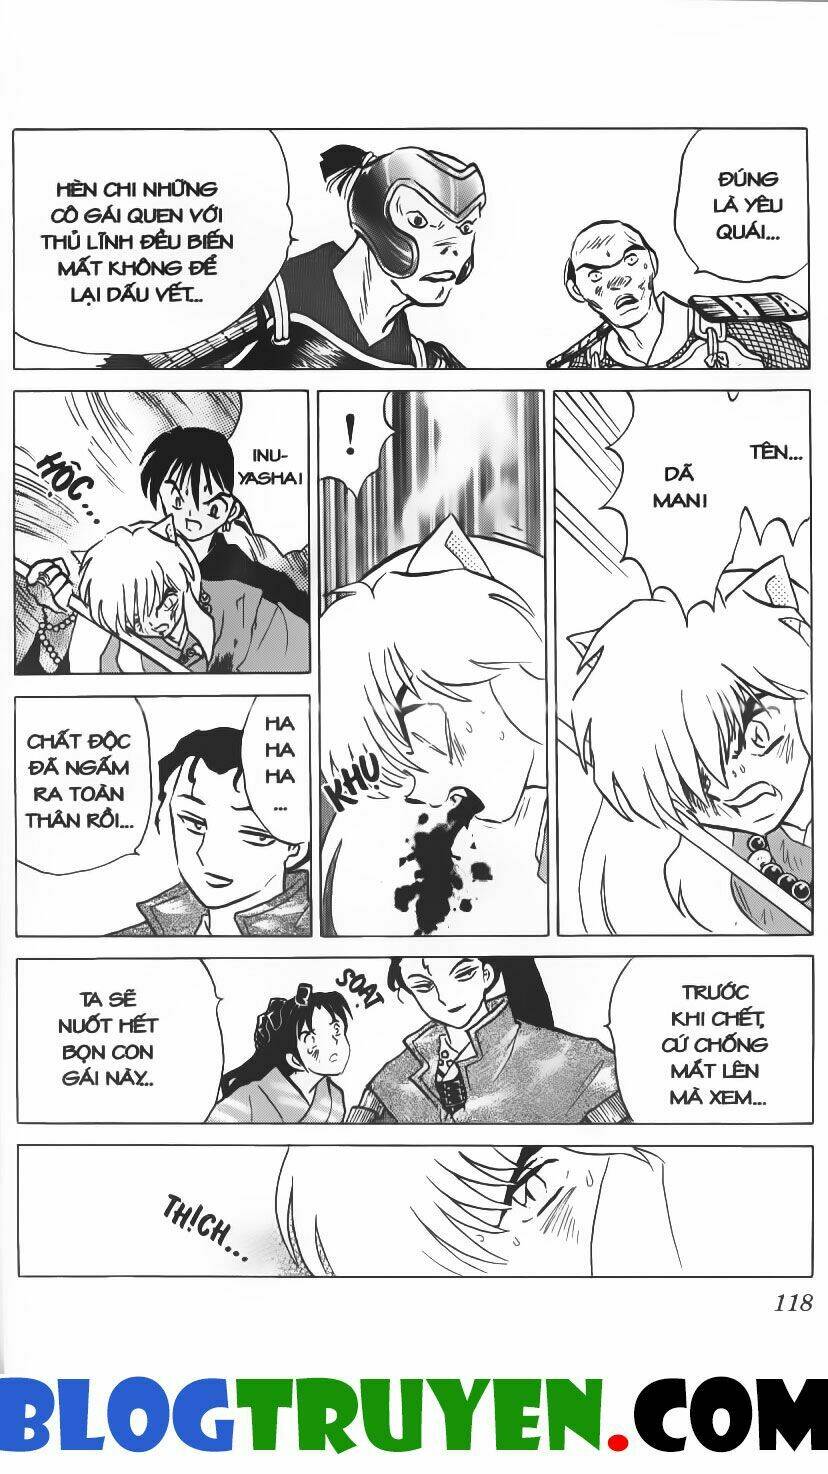 ĐÚNG
LÀ YÊU
QUÁI...
HÈN CHI NHỮNG
CÔ GÁI QUEN VỚI
THỦ LĨNH ĐỀU BIẾN
MẤT KHÔNG ĐỂ
LẠI DẤU VẾT...
TÊN...
DÃ
MAN!
!
KHỤ
INU-
YASHA!
HỘC...
HA
HA
HA
...
CHẤT ĐỘC
ĐÃ NGẤM
RA TOÀN
THÂN RỒI...
TRƯỚC
KHI CHẾT,
CỨ CHỐNG
MẮT LÊN
MÀ XEM...
SOẠT
TA SẼ
NUỐT HẾT
BỌN CON
GÁI NÀY...
THỊCH...
118
BLOGTRUYEN.COM